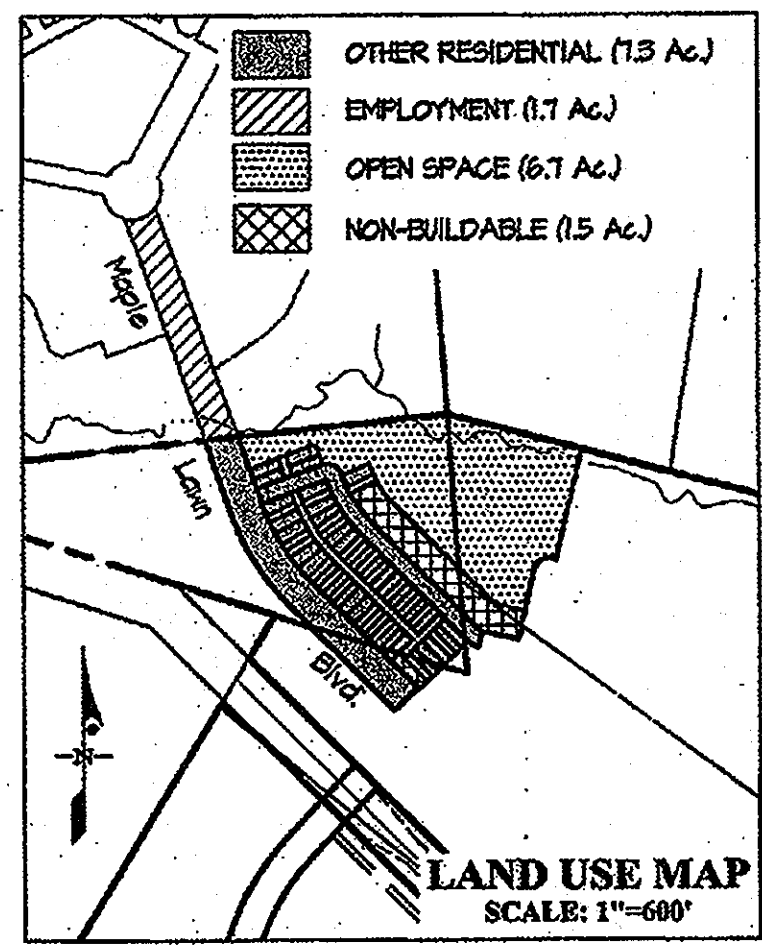 OTHER RESIDENTIAL (7.3 Ac.)
EMPLOYMENT (1.7 Ac.)
OPEN SPACE (6.7 Ac.)
NON-BUILDABLE (1.5 Ac.)
Maple
Lawn
Blvd.
LAND USE MAP
SCALE: 1"=600'